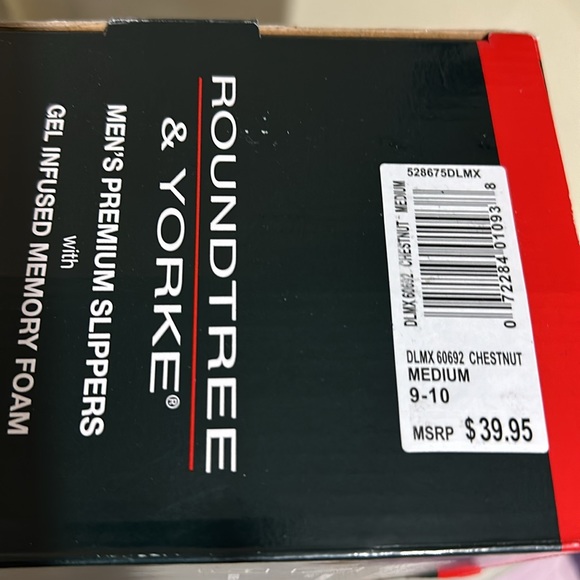 ROUNDTREE
& YORKE®
MEN'S PREMIUM SLIPPERS
with
GEL INFUSED MEMORY FOAM
528675DLMX
DLMX 60692 CHESTNUT - MEDIUM
0 72284 01093 8
DLMX 60692 CHESTNUT
MEDIUM
9-10
MSRP $39.95